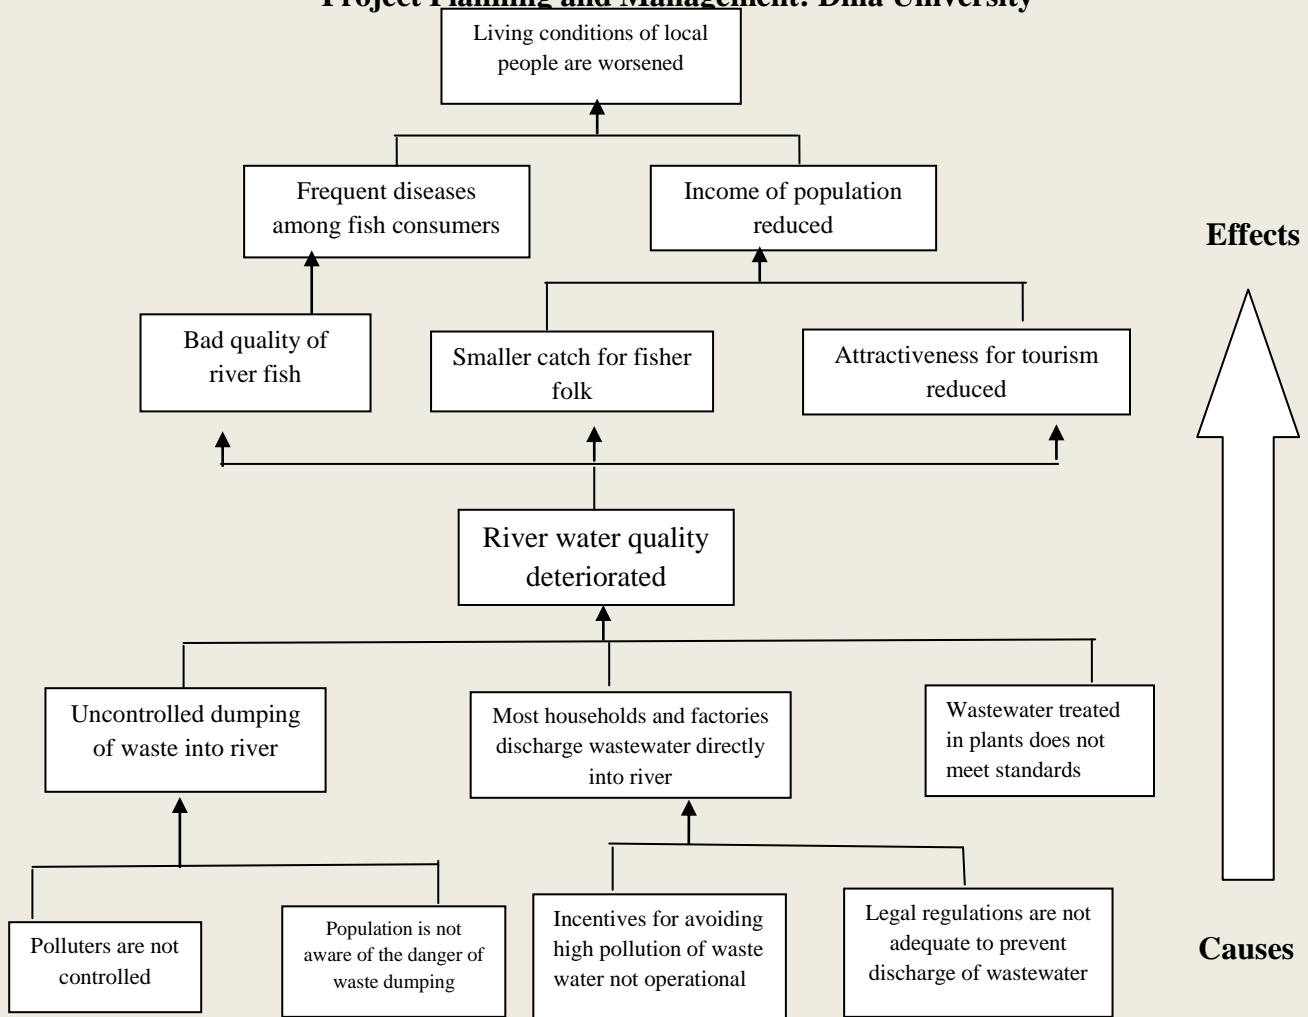 Project Planning and Management: Dilla University
Living conditions of local
people are worsened
Frequent diseases
among fish consumers
Income of population
reduced
Effects
Bad quality of
river fish
Smaller catch for fisher
folk
Attractiveness for tourism
reduced
River water quality
deteriorated
Uncontrolled dumping
of waste into river
Most households and factories
discharge wastewater directly
into river
Wastewater treated
in plants does not
meet standards
Polluters are not
controlled
Population is not
aware of the danger of
waste dumping
Incentives for avoiding
high pollution of waste
water not operational
Legal regulations are not
adequate to prevent
discharge of wastewater
Causes